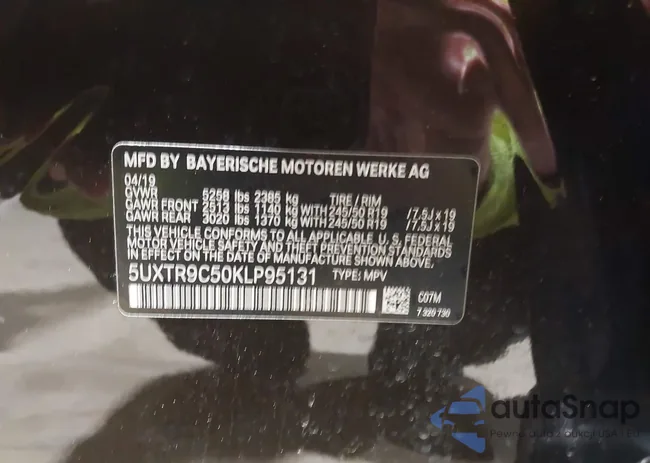 MFD BY BAYERISCHE MOTOREN WERKE AG
04/19
GVWR 5258 lbs 2385 kg TIRE / RIM
GAWR FRONT 2513 lbs 1140 kg WITH 245/50 R19 /7.5J x 19
GAWR REAR 3020 lbs 1370 kg WITH 245/50 R19 /7.5J x 19
THIS VEHICLE CONFORMS TO ALL APPLICABLE U. S. FEDERAL
MOTOR VEHICLE SAFETY AND THEFT PREVENTION STANDARDS
IN EFFECT ON THE DATE OF MANUFACTURE SHOWN ABOVE.
5UXTR9C50KLP95131 TYPE: MPV
C07M
7 320 730
autoSnap